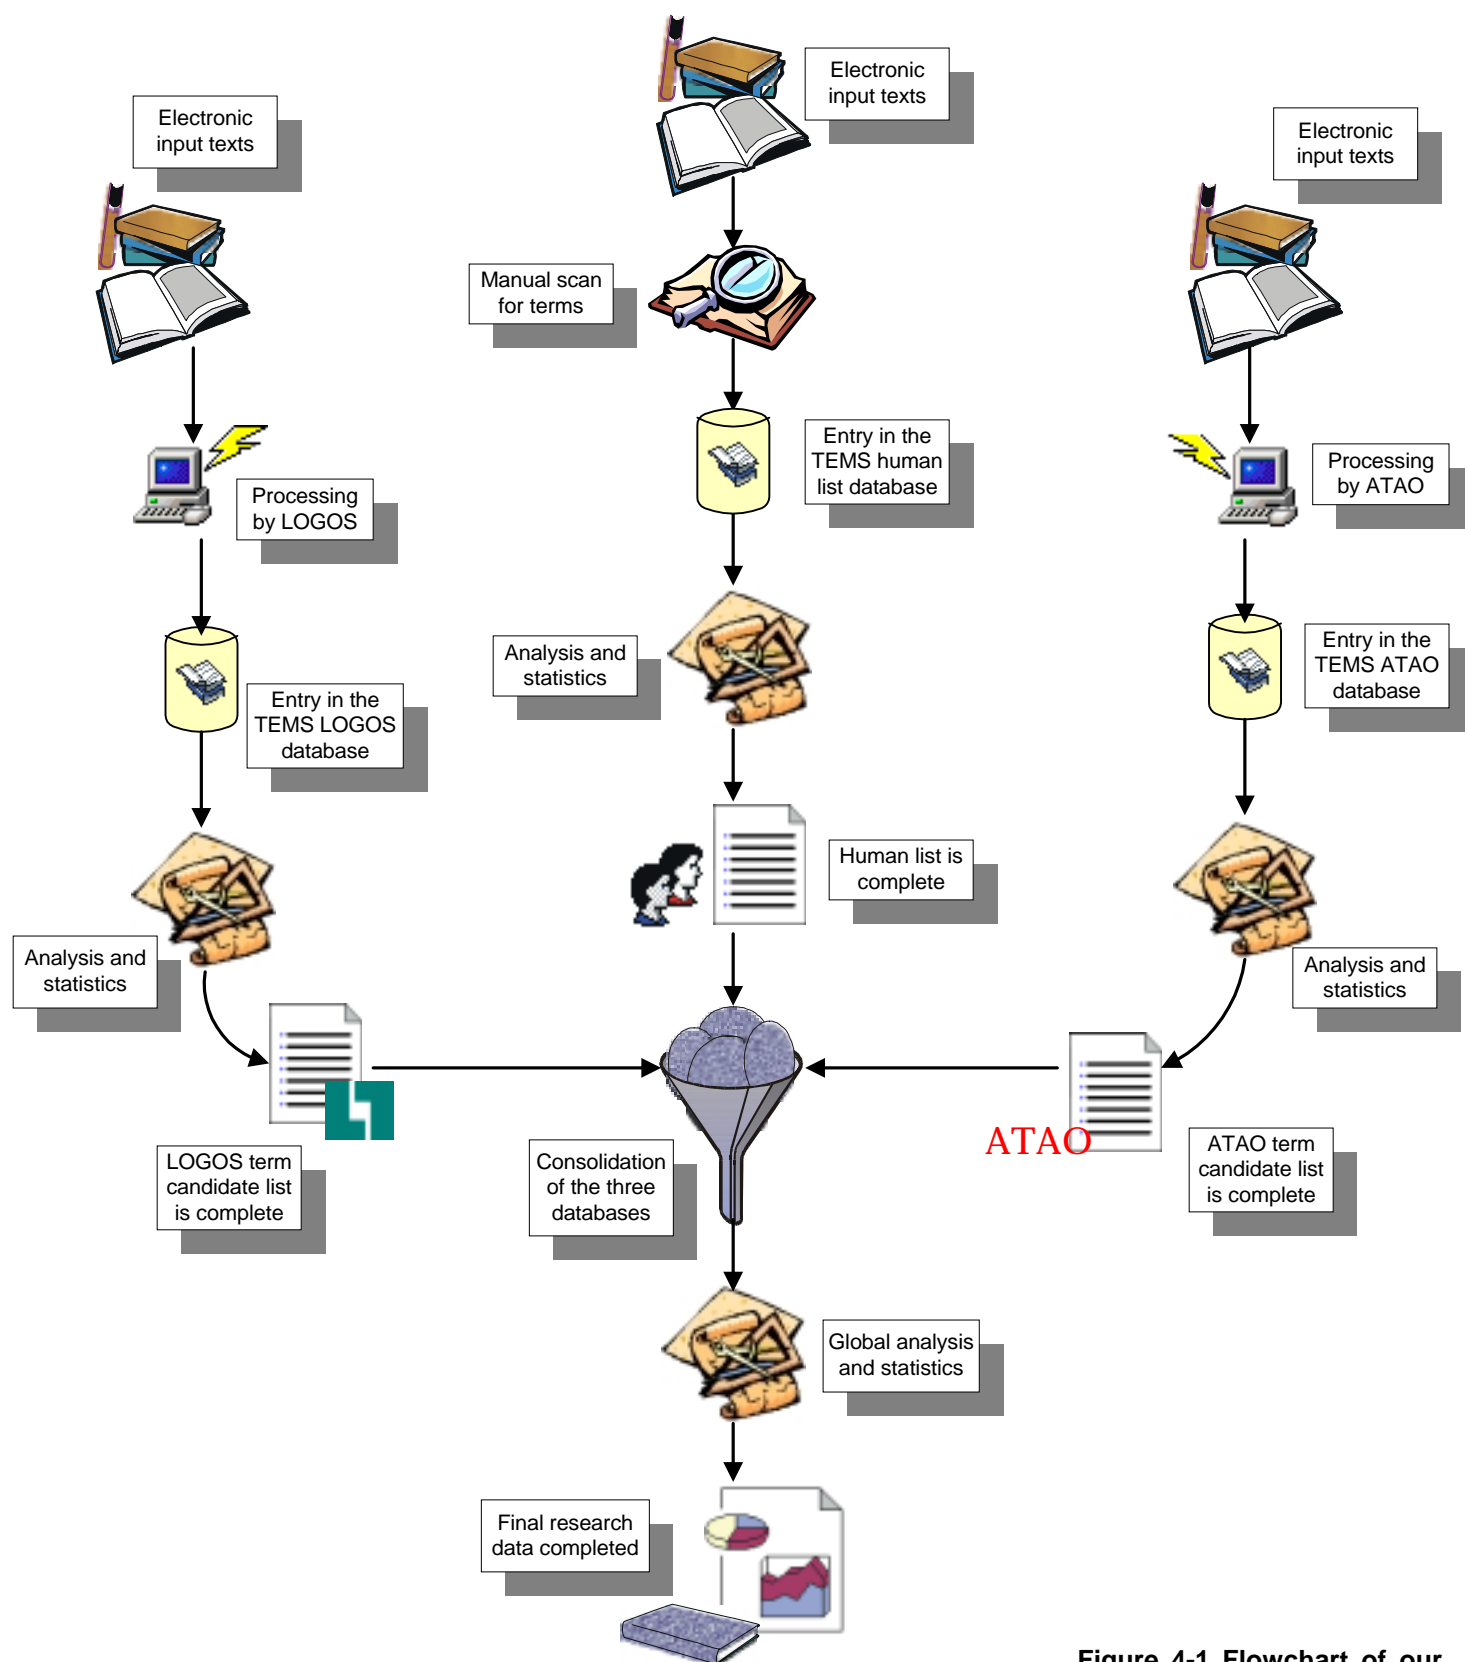 Electronic
input texts
Electronic
input texts
Electronic
input texts
Manual scan
for terms
Processing
by LOGOS
Entry in the
TEMS human
list database
Processing
by ATAO
Entry in the
TEMS LOGOS
database
Analysis and
statistics
Entry in the
TEMS ATAO
database
Analysis and
statistics
Human list is
complete
Analysis and
statistics
LOGOS term
candidate list
is complete
Consolidation
of the three
databases
ATAO
ATAO term
candidate list
is complete
Global analysis
and statistics
Final research
data completed
Figure 4-1 Flowchart of our